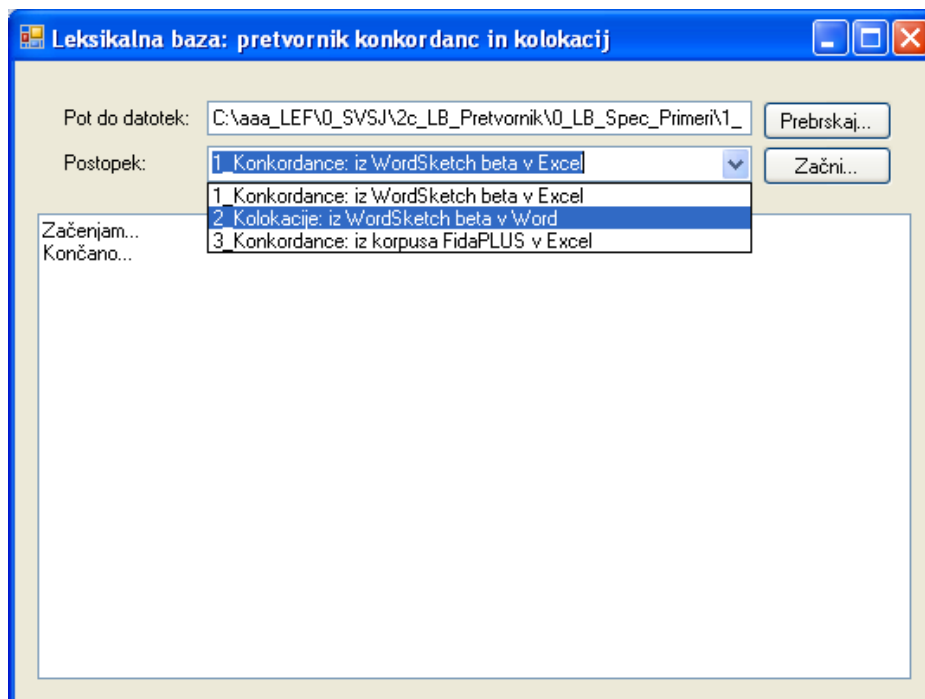 Leksikalna baza: pretvornik konkordanc in kolokacij
Pot do datotek: C:\aaa_LEF\0_SVSJ\2c_LB_Pretvornik\0_LB_Spec_Primeri\1_ Prebrskaj...
Postopek: 1_Konkordance: iz WordSketch beta v Excel Začni...
1_Konkordance: iz WordSketch beta v Excel
2_Kolokacije: iz WordSketch beta v Word
3_Konkordance: iz korpusa FidaPLUS v Excel
Začenjam...
Končano...